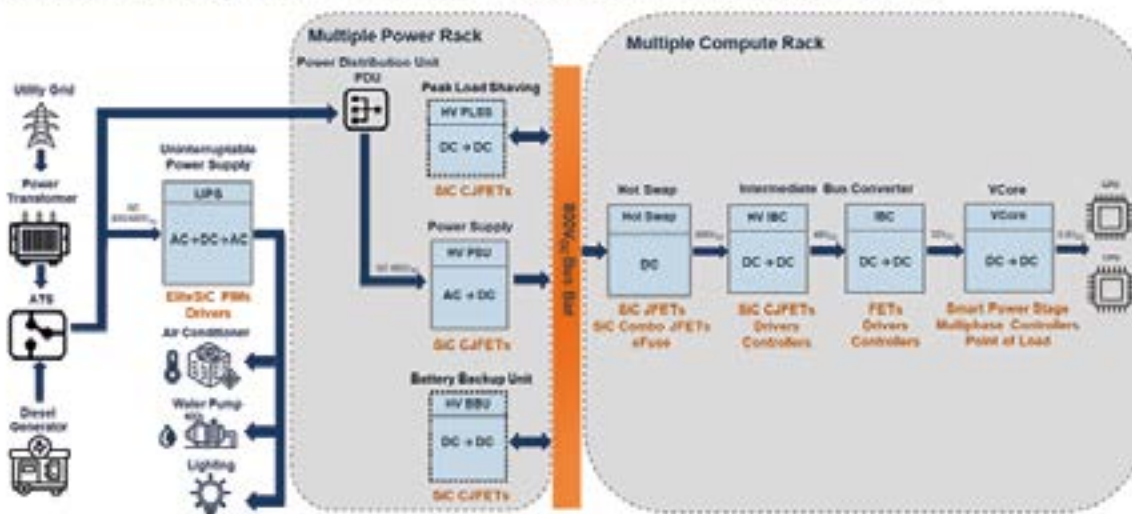 Multiple Power Rack
Multiple Compute Rack
Power Distribution Unit
PDU
Utility Grid
Power
Transformer
ATS
Diesel
Generator
Uninterruptable
Power Supply
UPS
AC→DC→AC
EliteSiC PIMs
Drivers
Air Conditioner
Water Pump
Lighting
Peak Load Shaving
HV PLSS
DC → DC
SiC CJFETs
Power Supply
HV PSU
AC → DC
SiC CJFETs
Battery Backup Unit
HV BBU
DC → DC
SiC CJFETs
800VDC Bus Bar
Hot Swap
Hot Swap
DC
SiC JFETs
SiC Combo JFETs
eFuse
Intermediate Bus Converter
HV IBC
DC → DC
SiC CJFETs
Drivers
Controllers
IBC
DC → DC
FETs
Drivers
Controllers
VCore
VCore
DC → DC
Smart Power Stage
Multiphase Controllers
Point of Load
GPU
CPU